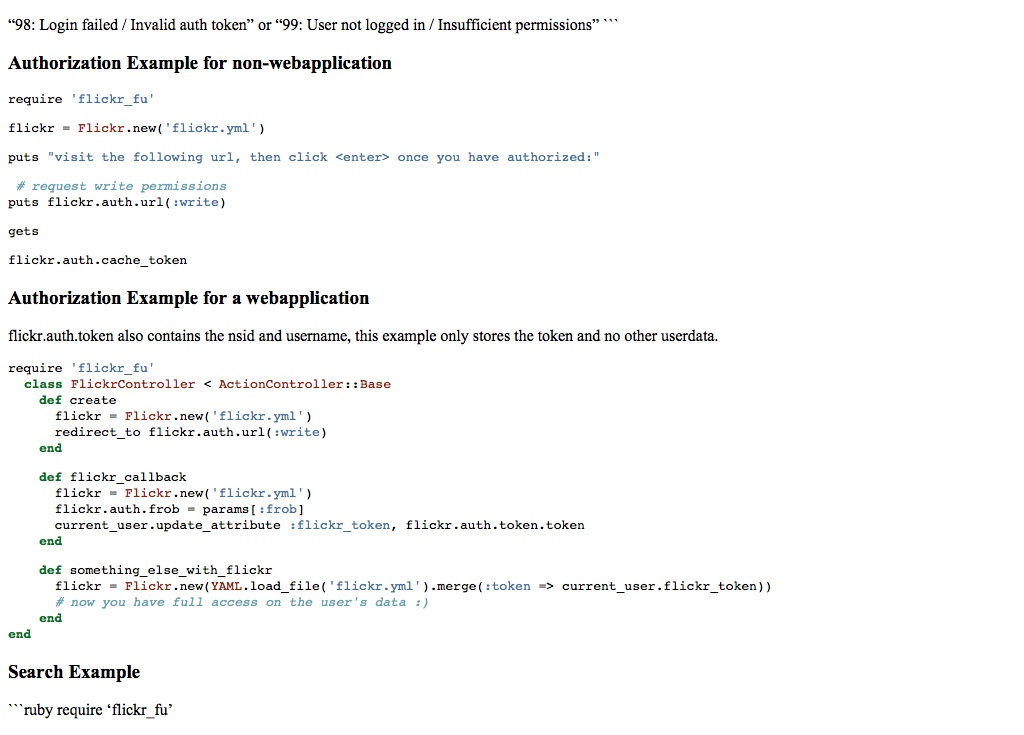 “98: Login failed / Invalid auth token” or “99: User not logged in / Insufficient permissions” ```
Authorization Example for non-webapplication
require 'flickr_fu'
flickr = Flickr.new('flickr.yml')
puts "visit the following url, then click <enter> once you have authorized:"
# request write permissions
puts flickr.auth.url(:write)
gets
flickr.auth.cache_token
Authorization Example for a webapplication
flickr.auth.token also contains the nsid and username, this example only stores the token and no other userdata.
require 'flickr_fu'
class FlickrController < ActionController::Base
def create
flickr = Flickr.new('flickr.yml')
redirect_to flickr.auth.url(:write)
end
def flickr_callback
flickr = Flickr.new('flickr.yml')
flickr.auth.frob = params[:frob]
current_user.update_attribute :flickr_token, flickr.auth.token.token
end
def something_else_with_flickr
flickr = Flickr.new(YAML.load_file('flickr.yml').merge(:token => current_user.flickr_token))
# now you have full access on the user's data :)
end
end
Search Example
```ruby require ‘flickr_fu’